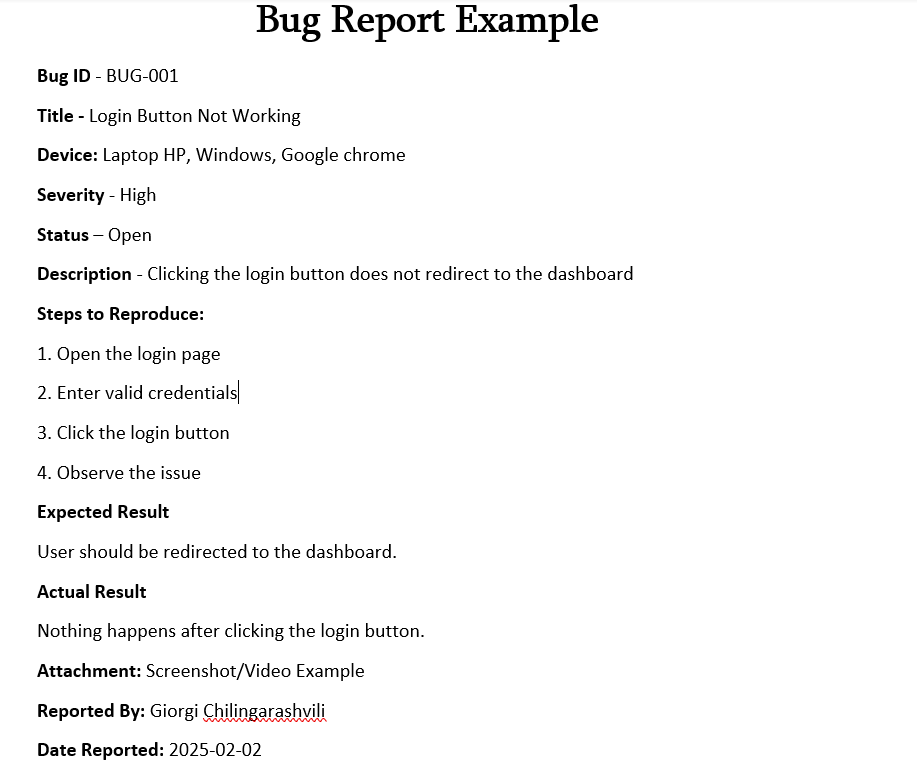 Bug Report Example
Bug ID - BUG-001
Title - Login Button Not Working
Device: Laptop HP, Windows, Google chrome
Severity - High
Status – Open
Description - Clicking the login button does not redirect to the dashboard
Steps to Reproduce:
1. Open the login page
2. Enter valid credentials
3. Click the login button
4. Observe the issue
Expected Result
User should be redirected to the dashboard.
Actual Result
Nothing happens after clicking the login button.
Attachment: Screenshot/Video Example
Reported By: Giorgi Chilingarashvili
Date Reported: 2025-02-02